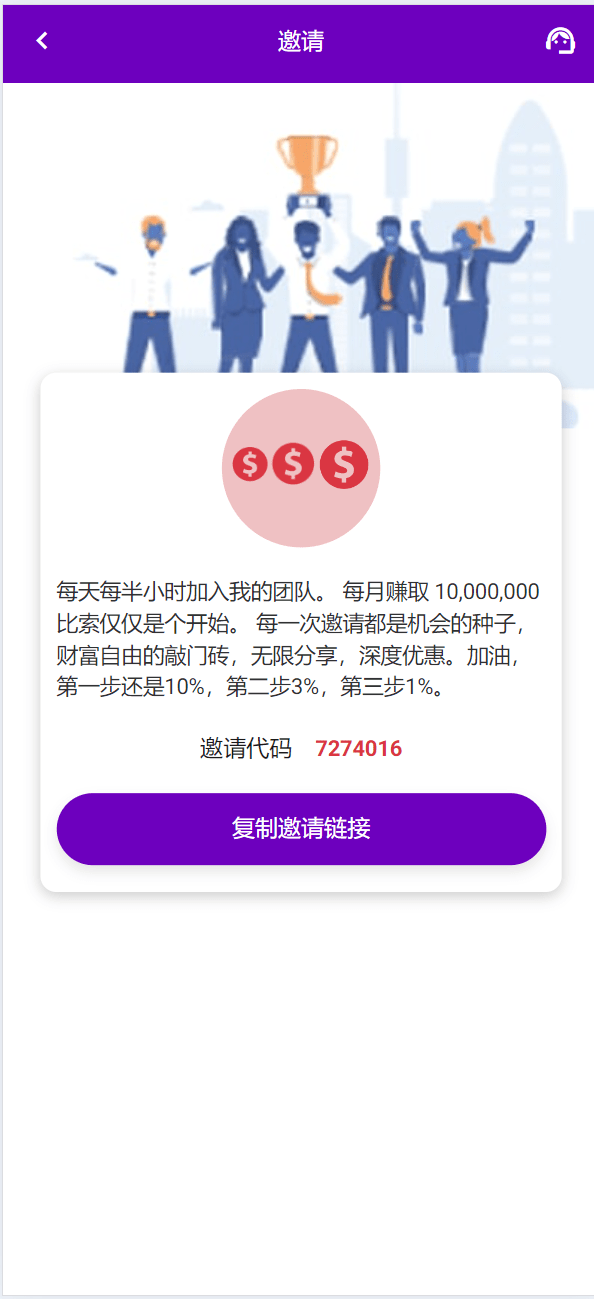 邀请
每天每半小时加入我的团队。 每月赚取 10,000,000
比索仅仅是个开始。 每一次邀请都是机会的种子，
财富自由的敲门砖，无限分享，深度优惠。加油，
第一步还是10%，第二步3%，第三步1%。
邀请代码 7274016
复制邀请链接